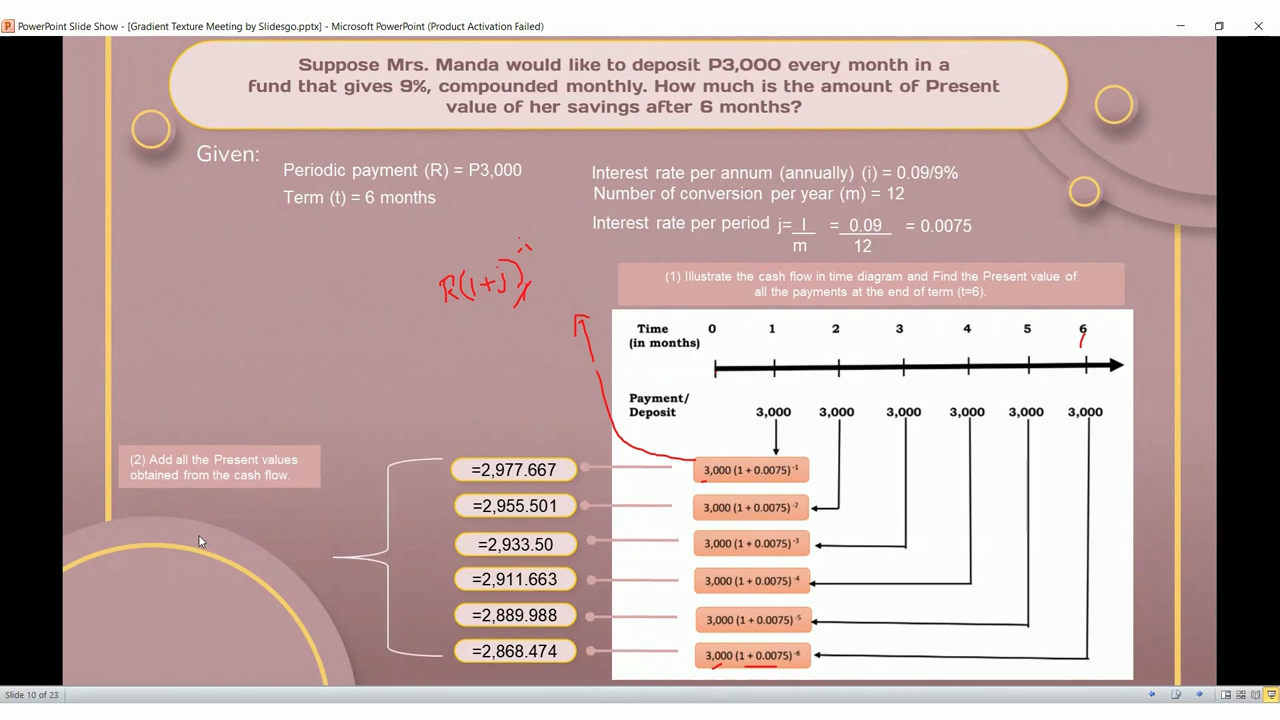 PowerPoint Slide Show - [Gradient Texture Meeting by Slidesgo.pptx] - Microsoft PowerPoint (Product Activation Failed)
Suppose Mrs. Manda would like to deposit P3,000 every month in a
fund that gives 9%, compounded monthly. How much is the amount of Present
value of her savings after 6 months?
Given:
Periodic payment (R) = P3,000
Term (t) = 6 months
Interest rate per annum (annually) (i) = 0.09/9%
Number of conversion per year (m) = 12
Interest rate per period j= I = 0.09 = 0.0075
m 12
R(1+j)
(1) Illustrate the cash flow in time diagram and Find the Present value of
all the payments at the end of term (t=6).
Time 0 1 2 3 4 5 6
(in months)
Payment/
Deposit 3,000 3,000 3,000 3,000 3,000 3,000
(2) Add all the Present values
obtained from the cash flow.
=2,977.667 3,000 (1 + 0.0075) -1
=2,955.501 3,000 (1 + 0.0075) -2
=2,933.50 3,000 (1 + 0.0075) -3
=2,911.663 3,000 (1 + 0.0075) -4
=2,889.988 3,000 (1 + 0.0075) -5
=2,868.474 3,000 (1 + 0.0075) -6
Slide 10 of 23